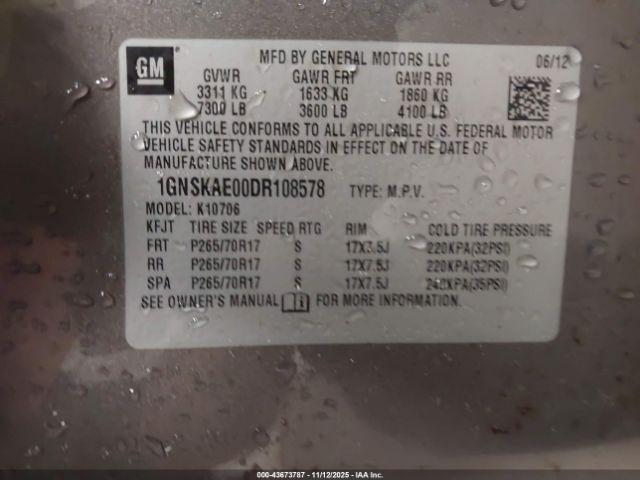 GM
MFD BY GENERAL MOTORS LLC 06/12
GVWR GAWR FRT GAWR RR
3311 KG 1633 KG 1860 KG
7300 LB 3600 LB 4100 LB
THIS VEHICLE CONFORMS TO ALL APPLICABLE U.S. FEDERAL MOTOR
VEHICLE SAFETY STANDARDS IN EFFECT ON THE DATE OF
MANUFACTURE SHOWN ABOVE.
1GNSKAE00DR108578 TYPE: M.P.V.
MODEL: K10706
KFJT TIRE SIZE SPEED RTG RIM COLD TIRE PRESSURE
FRT P265/70R17 S 17X7.5J 220KPA(32PSI)
RR P265/70R17 S 17X7.5J 220KPA(32PSI)
SPA P265/70R17 S 17X7.5J 240KPA(35PSI)
SEE OWNER'S MANUAL FOR MORE INFORMATION.
000-43673787 - 11/12/2025 - IAA, Inc.